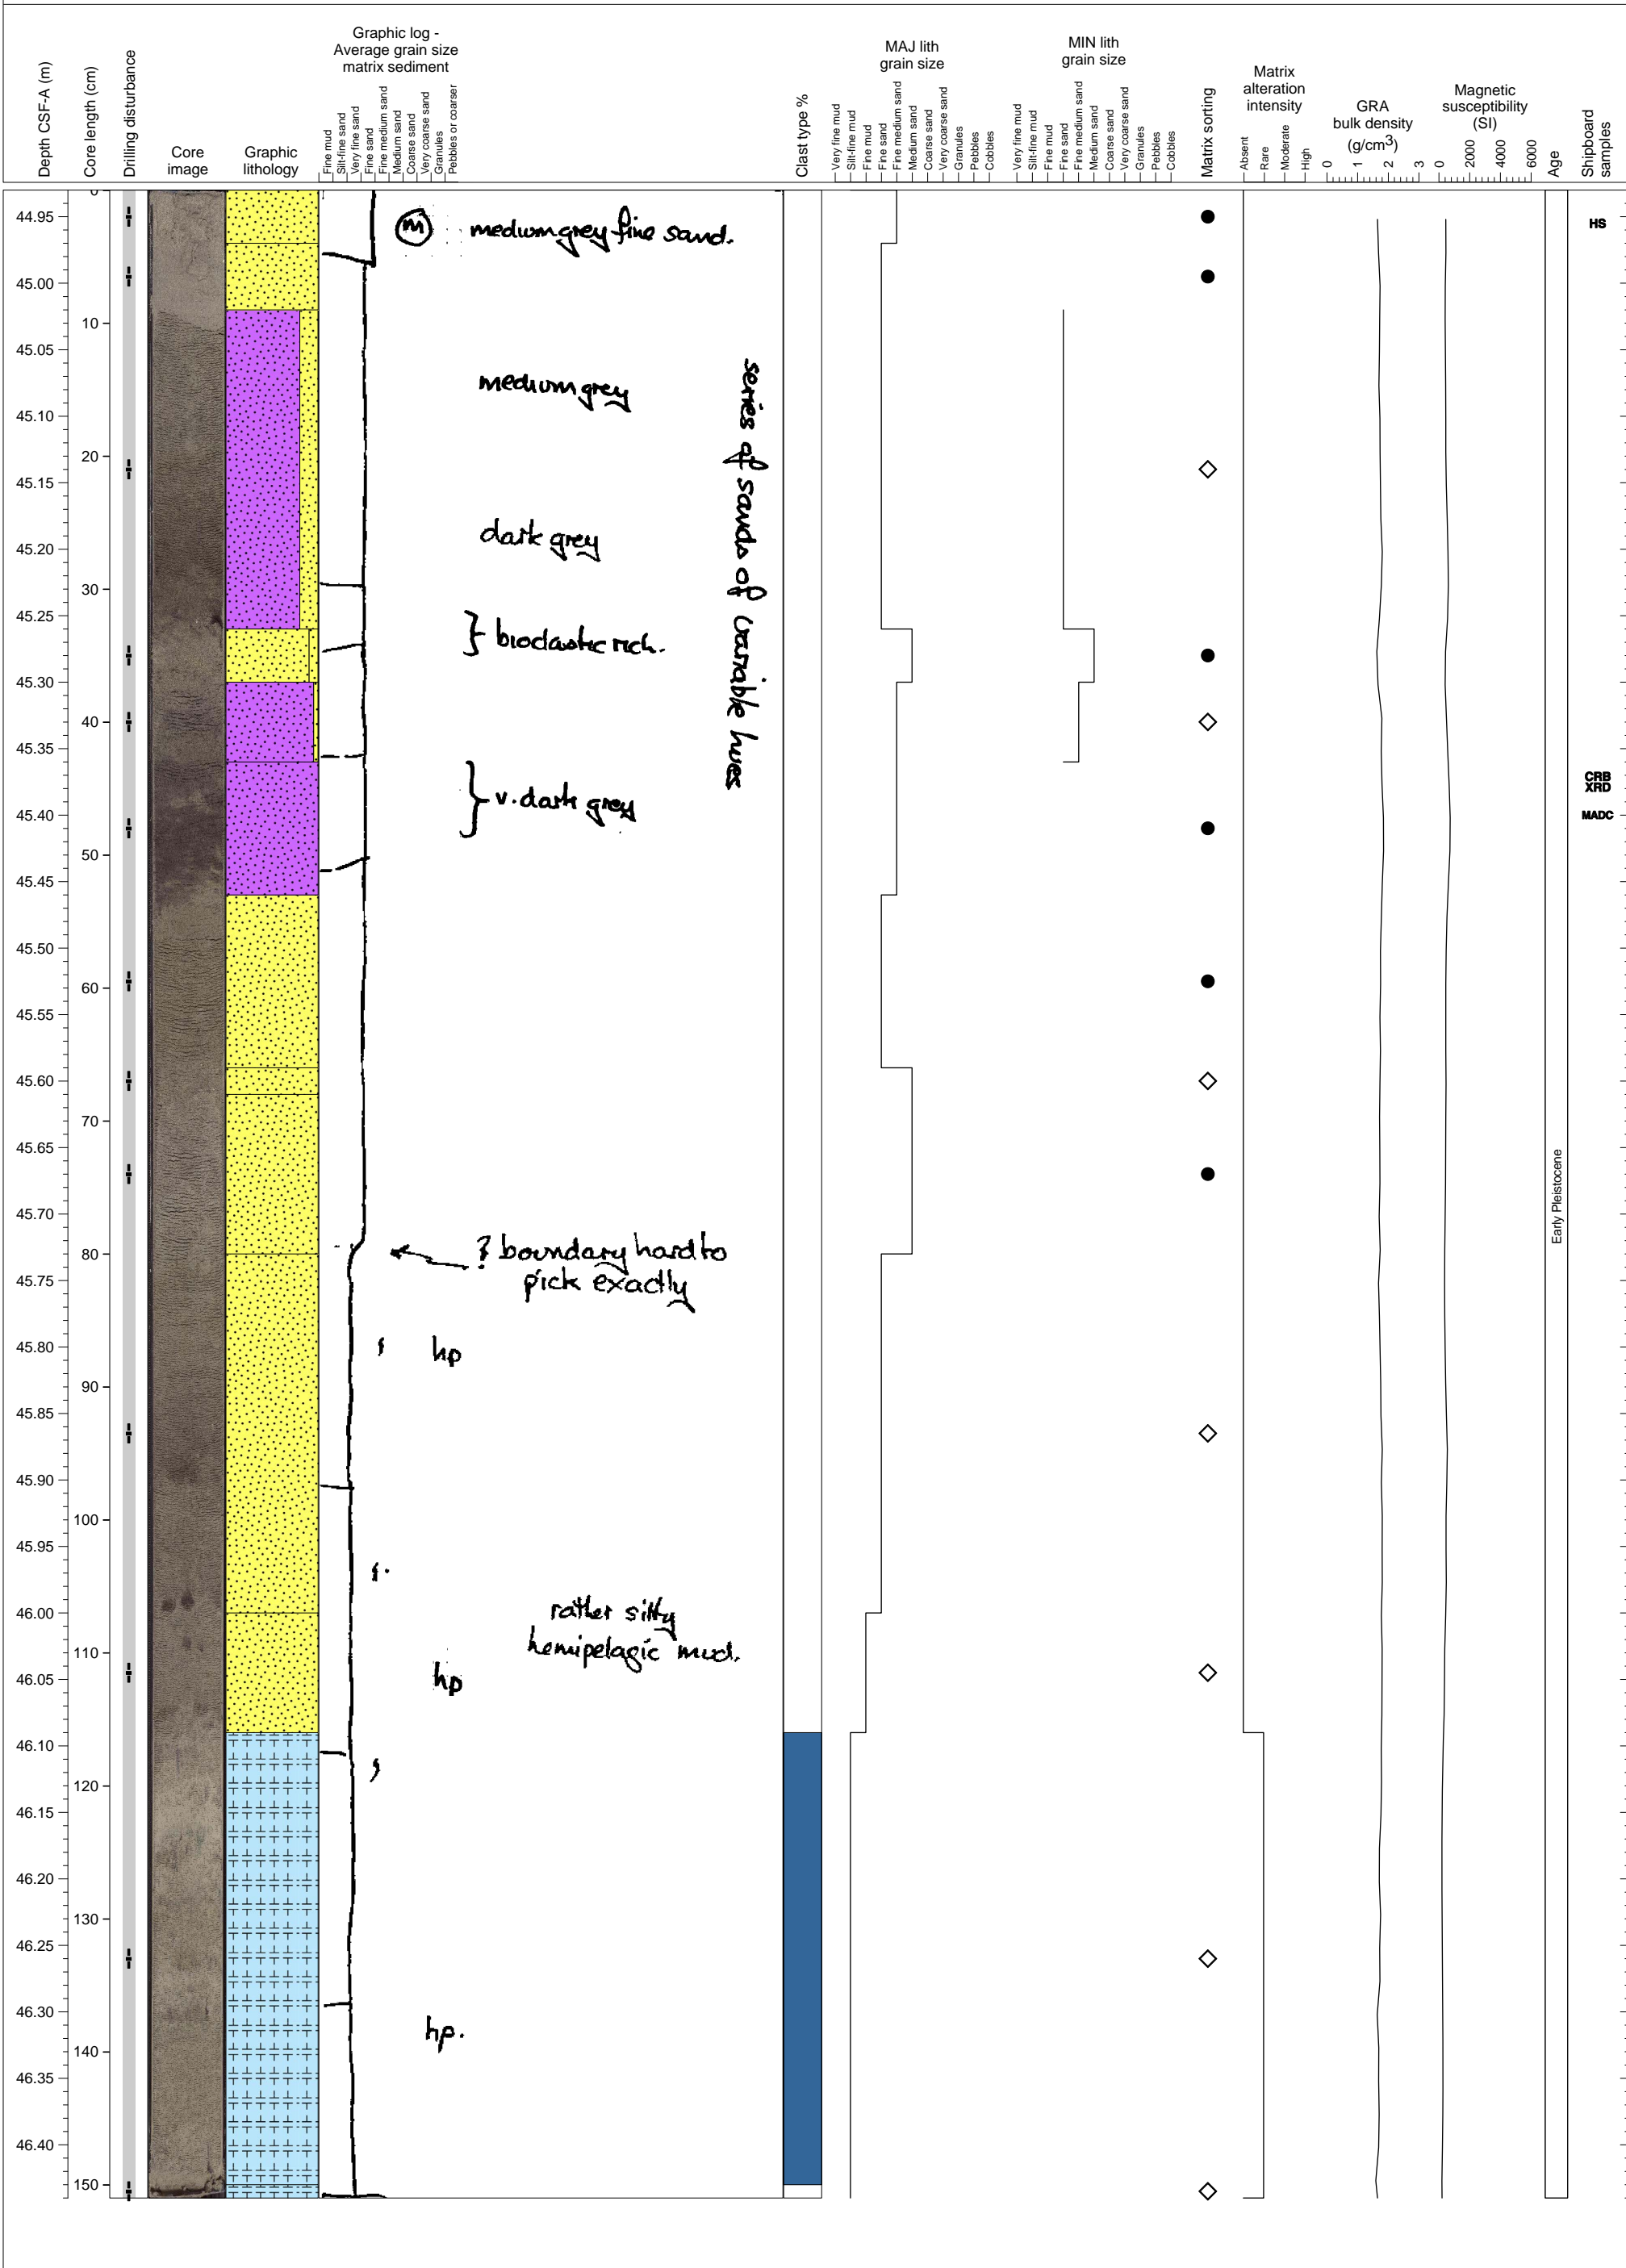 Depth CSF-A (m)
Core length (cm)
Drilling disturbance
Core
image
Graphic
lithology
Graphic log -
Average grain size
matrix sediment
Fine mud
Silt-fine sand
Very fine sand
Fine sand
Fine medium sand
Medium sand
Coarse sand
Very coarse sand
Granules
Pebbles or coarser
Clast type %
MAJ lith
grain size
Very fine mud
Silt-fine mud
Fine mud
Fine sand
Fine medium sand
Medium sand
Coarse sand
Very coarse sand
Granules
Pebbles
Cobbles
MIN lith
grain size
Very fine mud
Silt-fine mud
Fine mud
Fine sand
Fine medium sand
Medium sand
Coarse sand
Very coarse sand
Granules
Pebbles
Cobbles
Matrix sorting
Matrix
alteration
intensity
Absent
Rare
Moderate
High
GRA
bulk density
(g/cm3)
0 1 2 3
Magnetic
susceptibility
(SI)
0 2000 4000 6000
Age
Shipboard
samples
44.95
45.00
45.05
45.10
45.15
45.20
45.25
45.30
45.35
45.40
45.45
45.50
45.55
45.60
45.65
45.70
45.75
45.80
45.85
45.90
45.95
46.00
46.05
46.10
46.15
46.20
46.25
46.30
46.35
46.40
0
10
20
30
40
50
60
70
80
90
100
110
120
130
140
150
m
medium grey fine sand.
medium grey
dark grey
bioclastic rich.
v. dark grey
series of sands of variable hues
? boundary hard to
pick exactly
hp
rather silty
hemipelagic mud.
hp
hp.
Early Pleistocene
HS
CRB
XRD
MADC